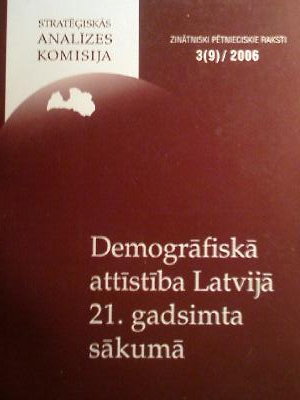 STRATĒĢISKĀS
ANALĪZES
KOMISIJA
ZINĀTNISKI PĒTNIECISKIE RAKSTI
3(9)/2006
Demogrāfiskā
attīstība Latvijā
21. gadsimta
sākumā